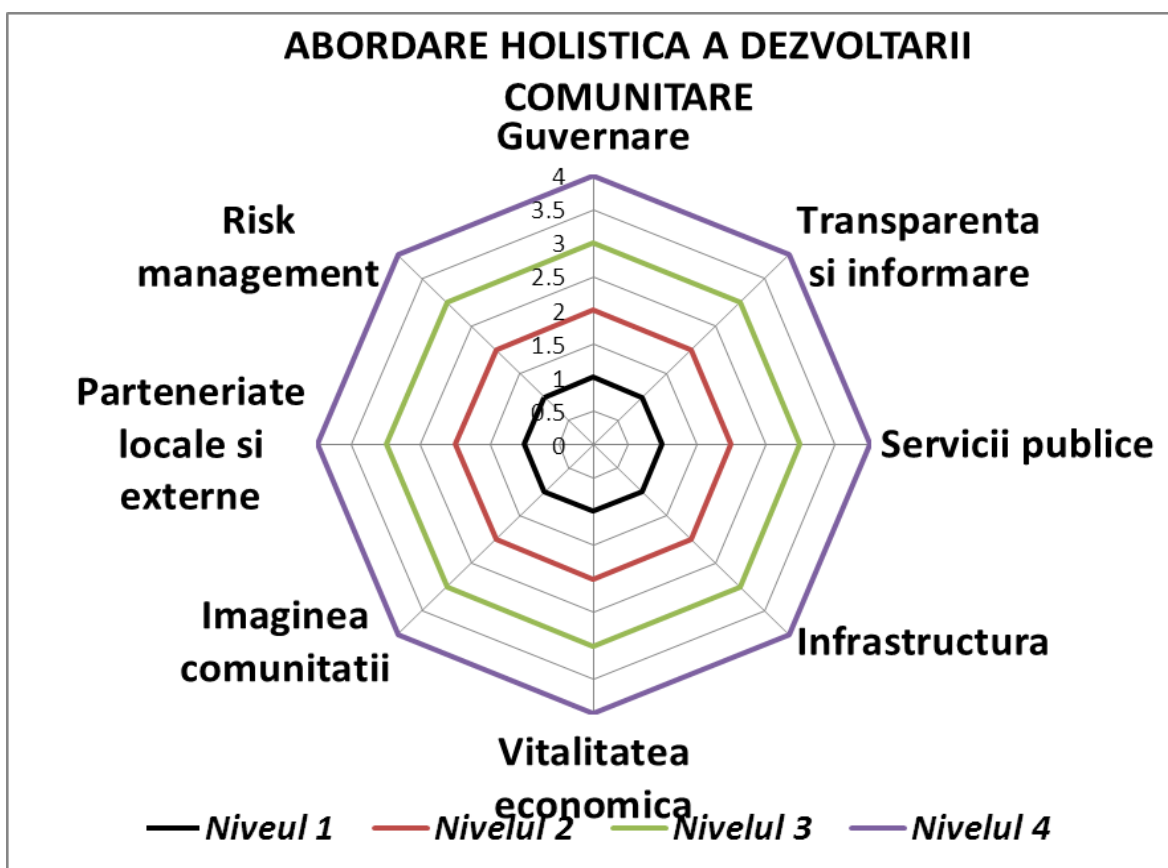 ABORDARE HOLISTICA A DEZVOLTARII
COMUNITARE
Guvernare
4
3.5
3
2.5
2
1.5
1
0.5
0
Transparenta
si informare
Servicii publice
Infrastructura
Vitalitatea
economica
Imaginea
comunitatii
Parteneriate
locale si
externe
Risk
management
Niveul 1
Nivelul 2
Nivelul 3
Nivelul 4